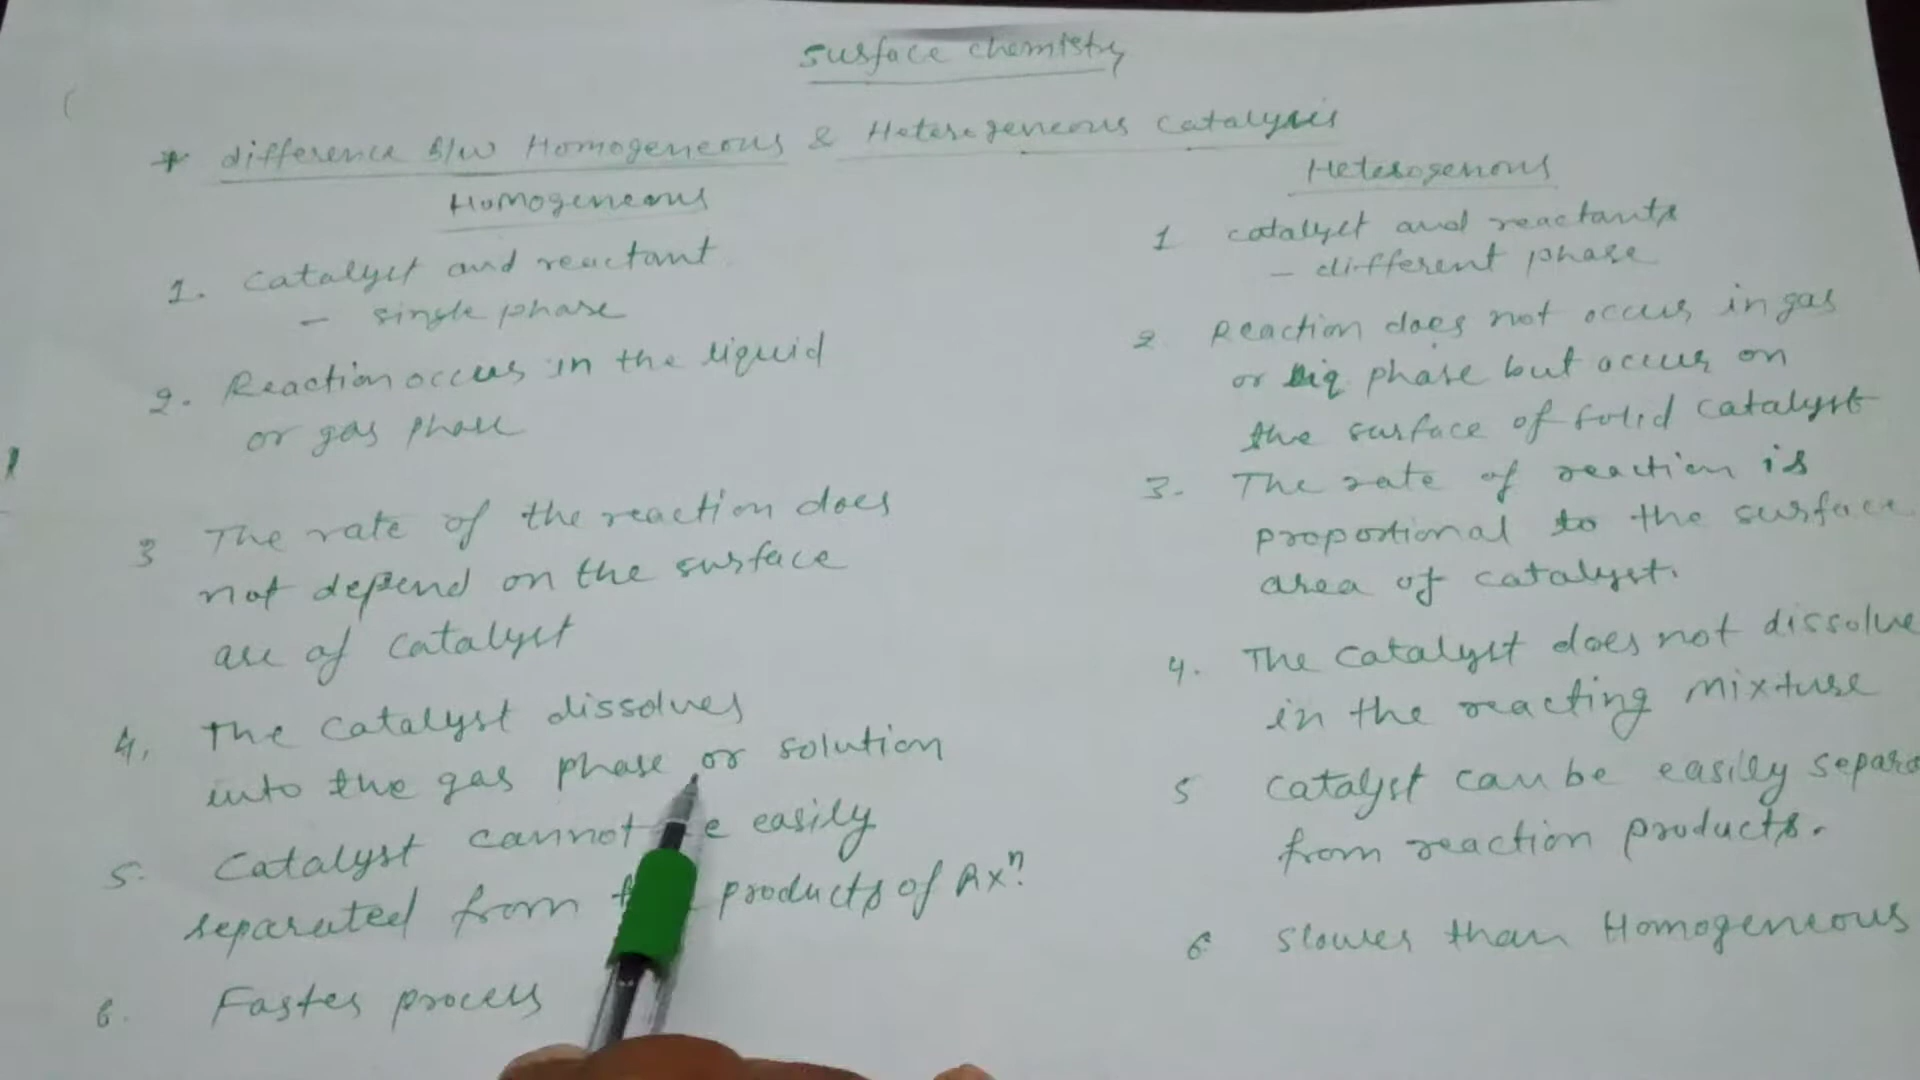 Surface chemistry
* difference b/w Homogeneous & Heterogeneous Catalysis
Homogeneous
1. Catalyst and reactant
- single phase
2. Reaction occurs in the liquid
or gas phase
3 The rate of the reaction does
not depend on the surface
are of catalyst
4. The catalyst dissolves
into the gas phase or solution
5. Catalyst cannot easily
separated from products of Rxn
6. Faster process
Heterogenous
1 catalyst and reactants
- different phase
2 Reaction does not occurs in gas
or liq phase but occurs on
the surface of solid catalyst
3. The rate of reaction is
proportional to the surface
area of catalyst.
4. The catalyst does not dissolve
in the reacting mixture
5 Catalyst can be easily separa
from reaction products.
6 Slower than Homogeneous